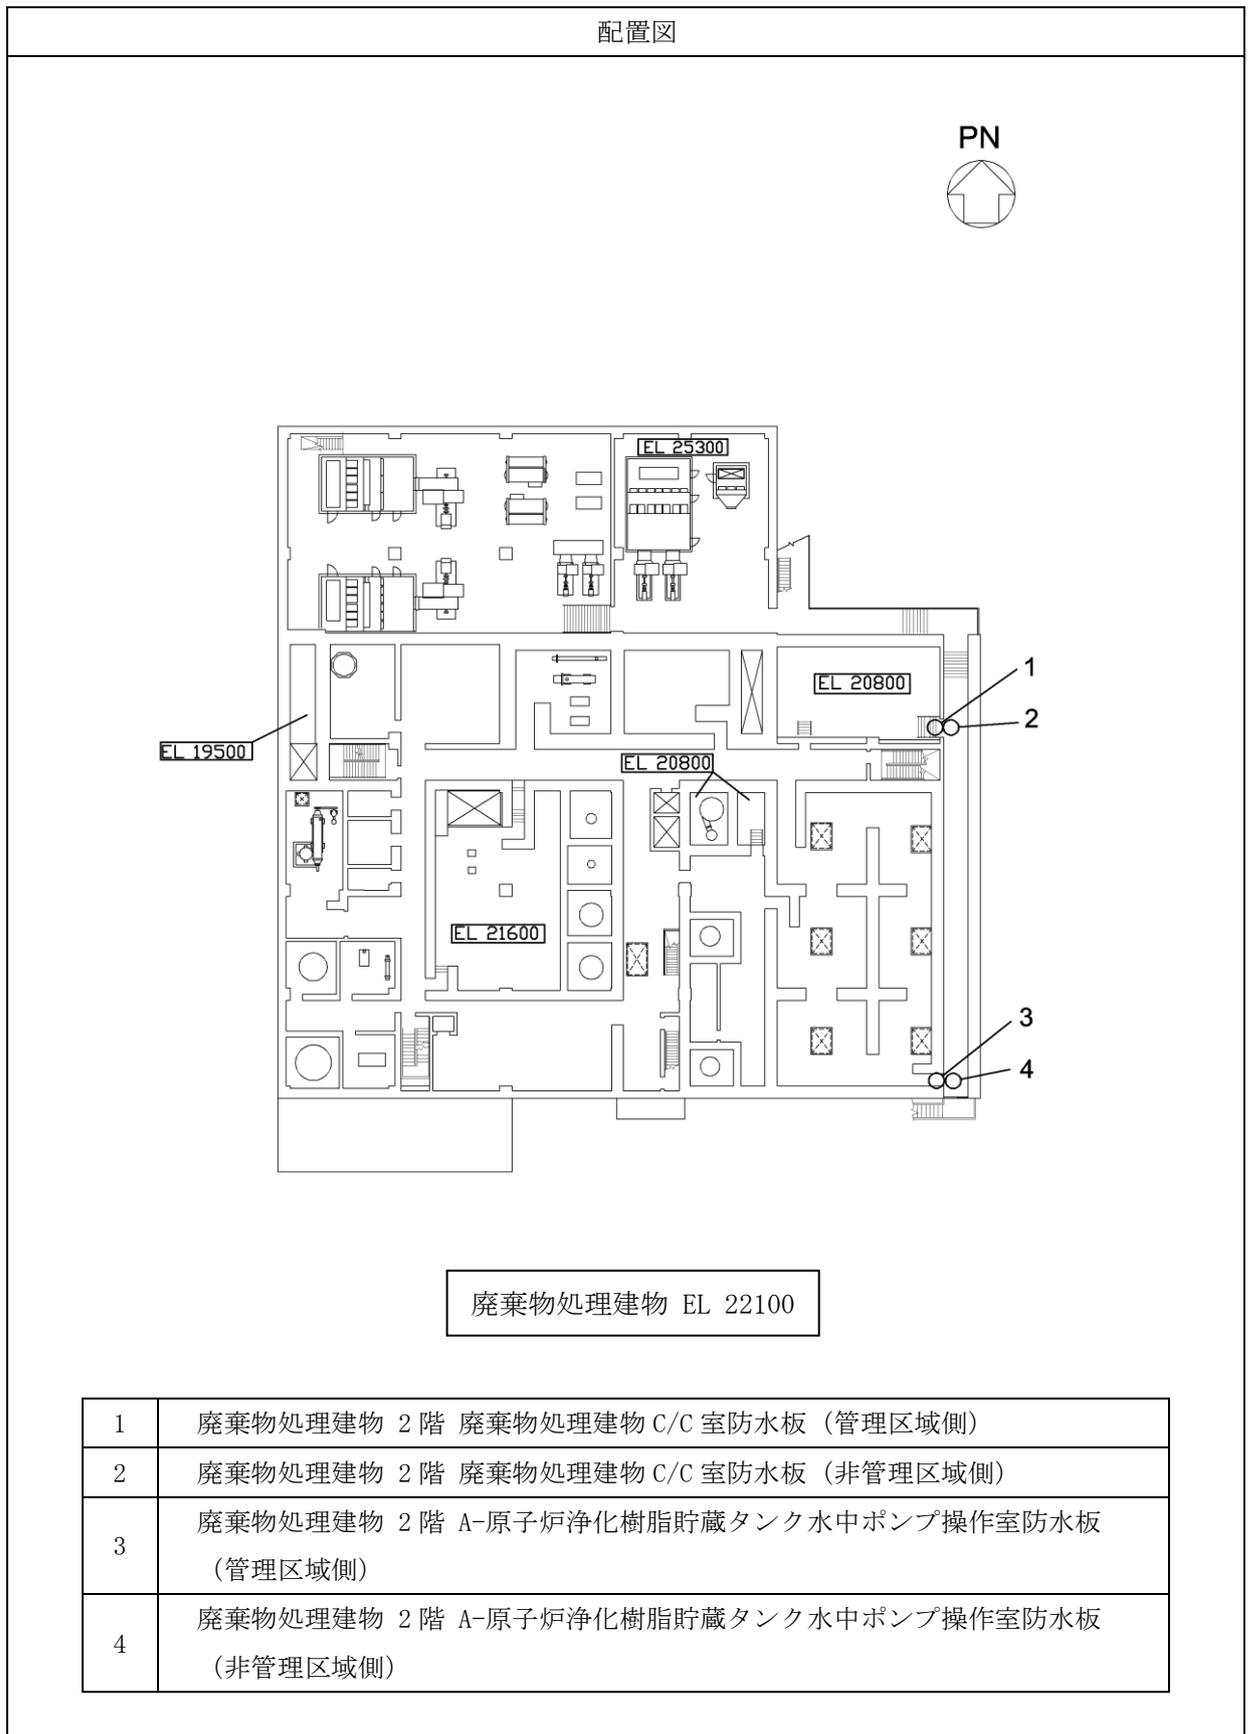 配置図
PN
EL 25300
EL 20800
1
2
EL 19500
EL 20800
EL 21600
3
4
廃棄物処理建物 EL 22100
1 廃棄物処理建物 2階 廃棄物処理建物 C/C 室防水板（管理区域側）
2 廃棄物処理建物 2階 廃棄物処理建物 C/C 室防水板（非管理区域側）
3 廃棄物処理建物 2階 A-原子炉浄化樹脂貯蔵タンク水中ポンプ操作室防水板
（管理区域側）
4 廃棄物処理建物 2階 A-原子炉浄化樹脂貯蔵タンク水中ポンプ操作室防水板
（非管理区域側）